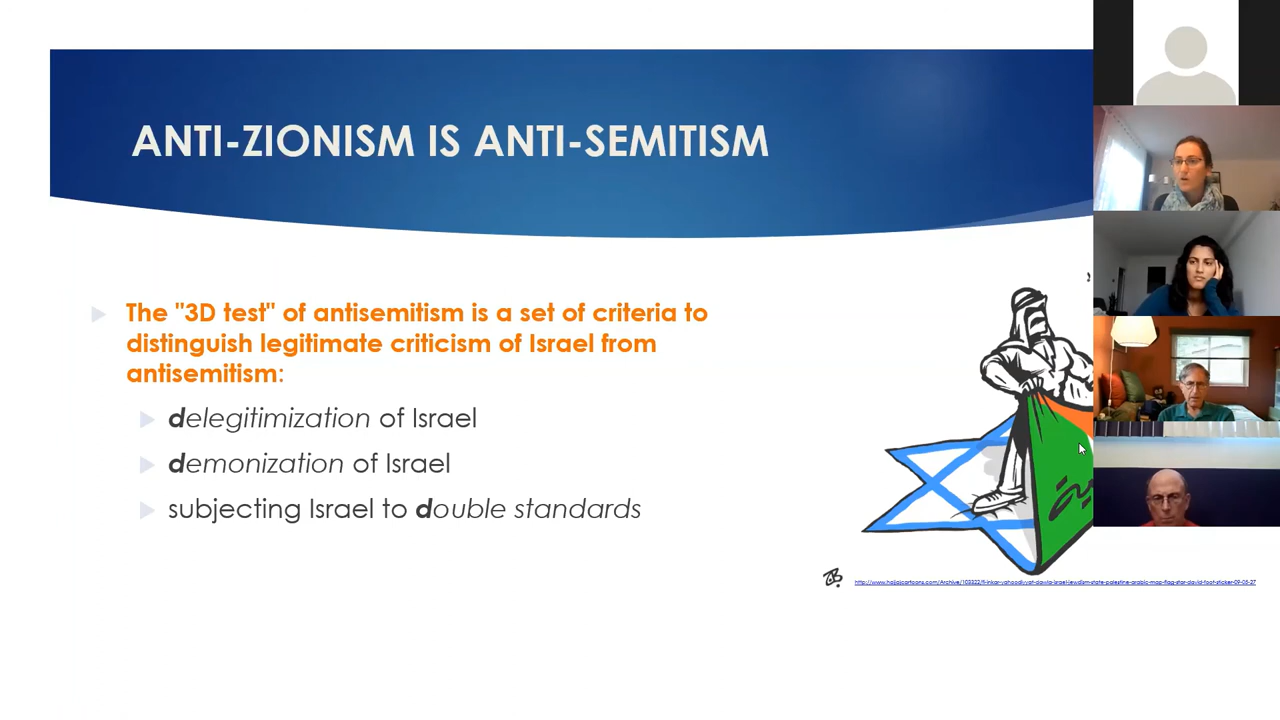 ANTI-ZIONISM IS ANTI-SEMITISM
The "3D test" of antisemitism is a set of criteria to
distinguish legitimate criticism of Israel from
antisemitism:
delegitimization of Israel
demonization of Israel
subjecting Israel to double standards